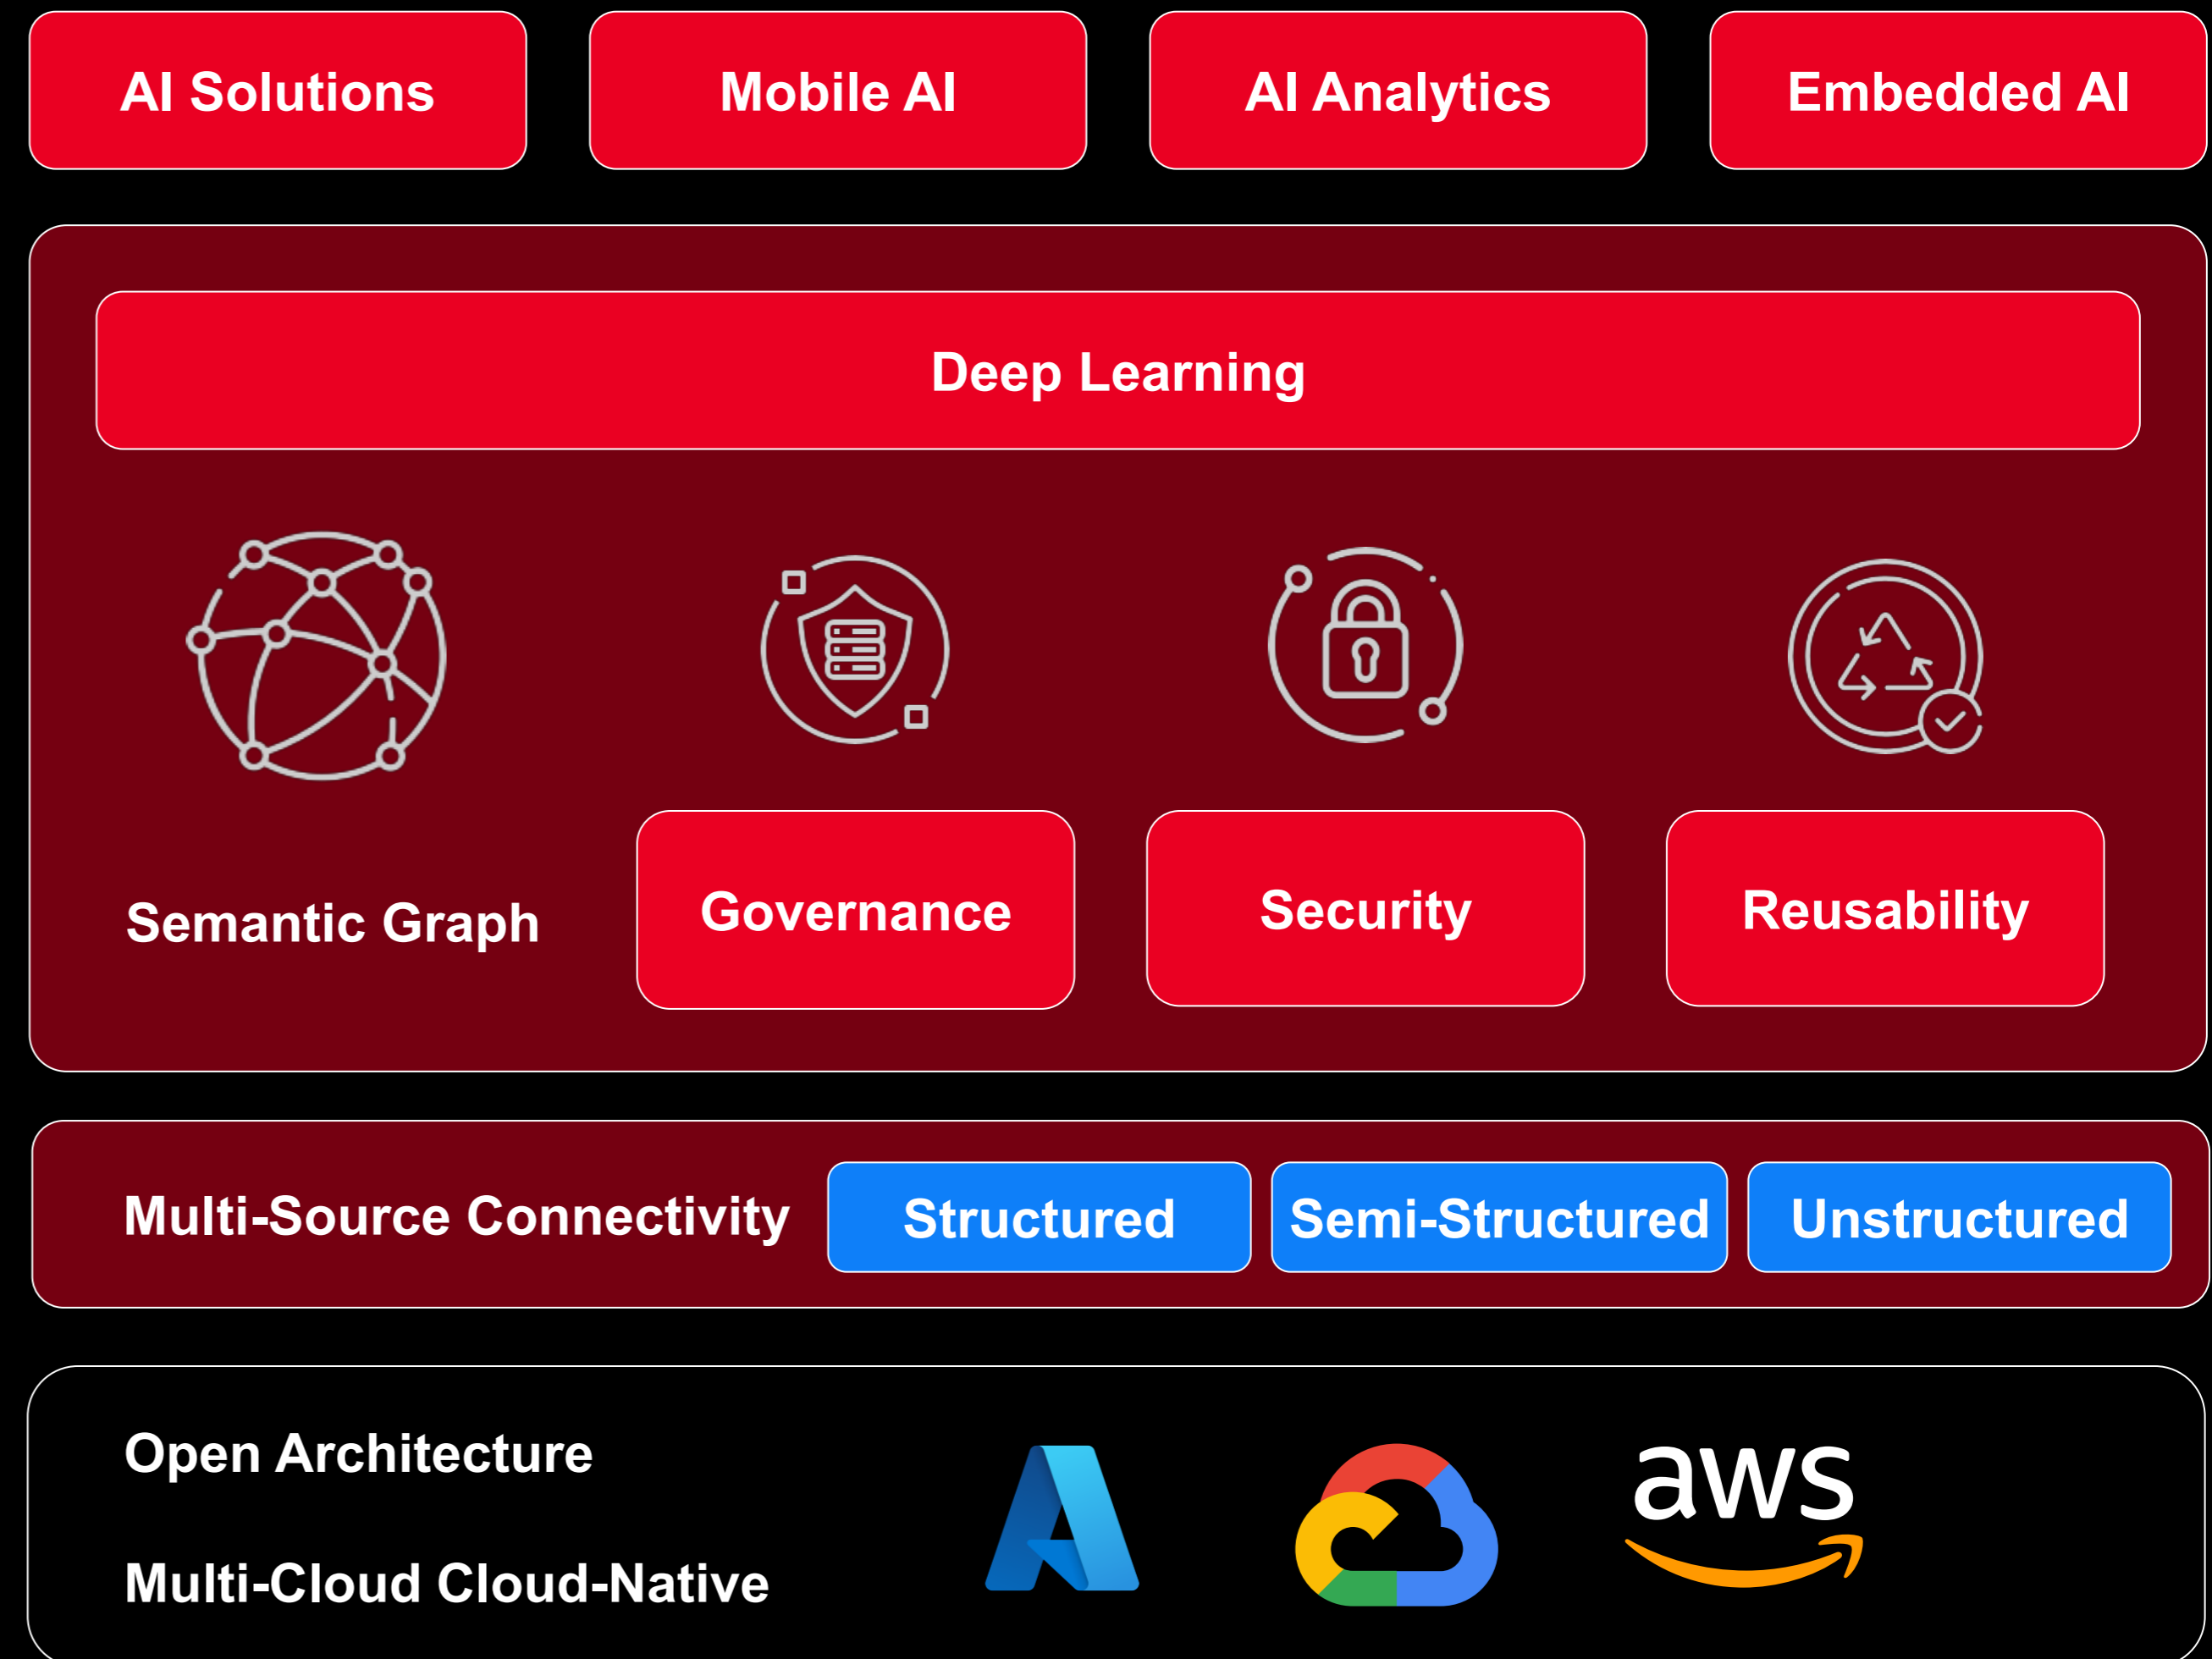 AI Solutions
Mobile AI
AI Analytics
Embedded AI
Deep Learning
Semantic Graph
Governance
Security
Reusability
Multi-Source Connectivity
Structured
Semi-Structured
Unstructured
Open Architecture
Multi-Cloud Cloud-Native
aws